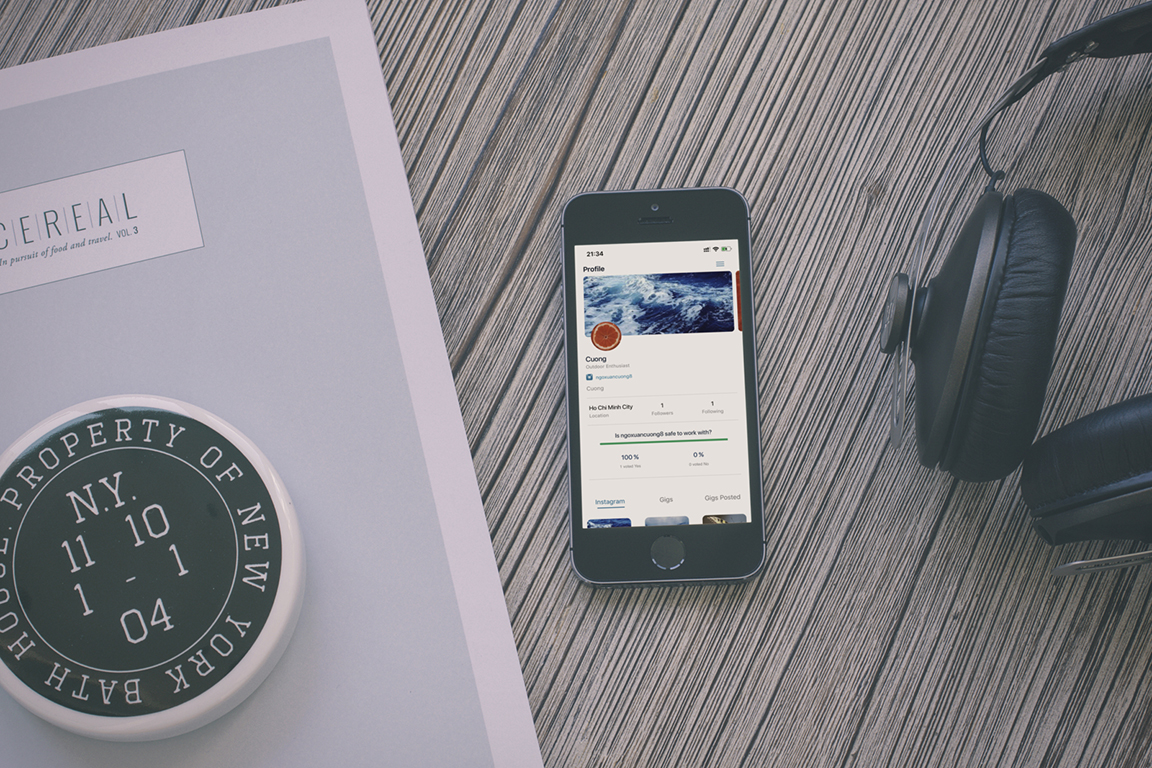 CEREAL
In pursuit of food and travel. VOL. 3
PROPERTY OF NEW YORK BATH HOUSE.
N.Y.
11 10
1 - 1
04
21:34
Profile
Cuong
Outdoor Enthusiast
ngoxuancuong8
Cuong
Ho Chi Minh City 1 1
Location Followers Following
Is ngoxuancuong8 safe to work with?
100% 0%
1 voted Yes 0 voted No
Instagram Gigs Gigs Posted